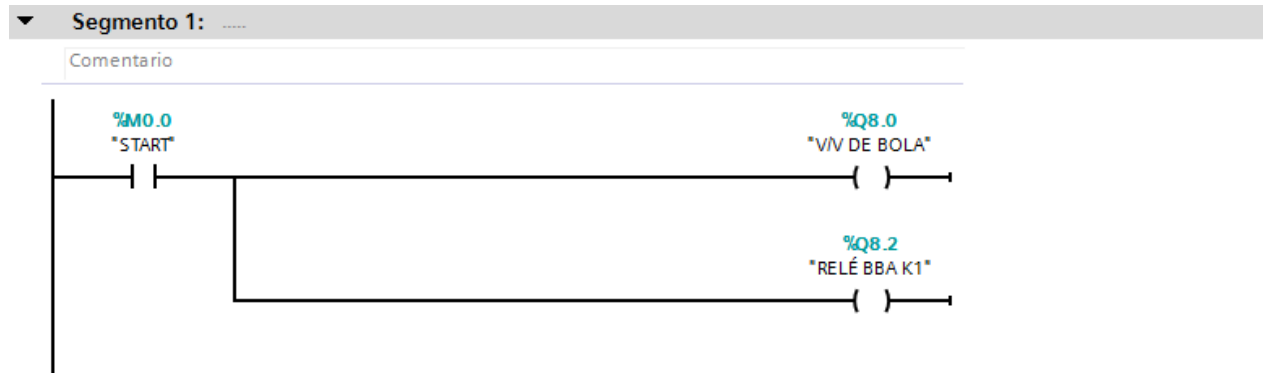 Segmento 1: .....
Comentario
%M0.0
"START"
%Q8.0
"V/V DE BOLA"
%Q8.2
"RELÉ BBA K1"